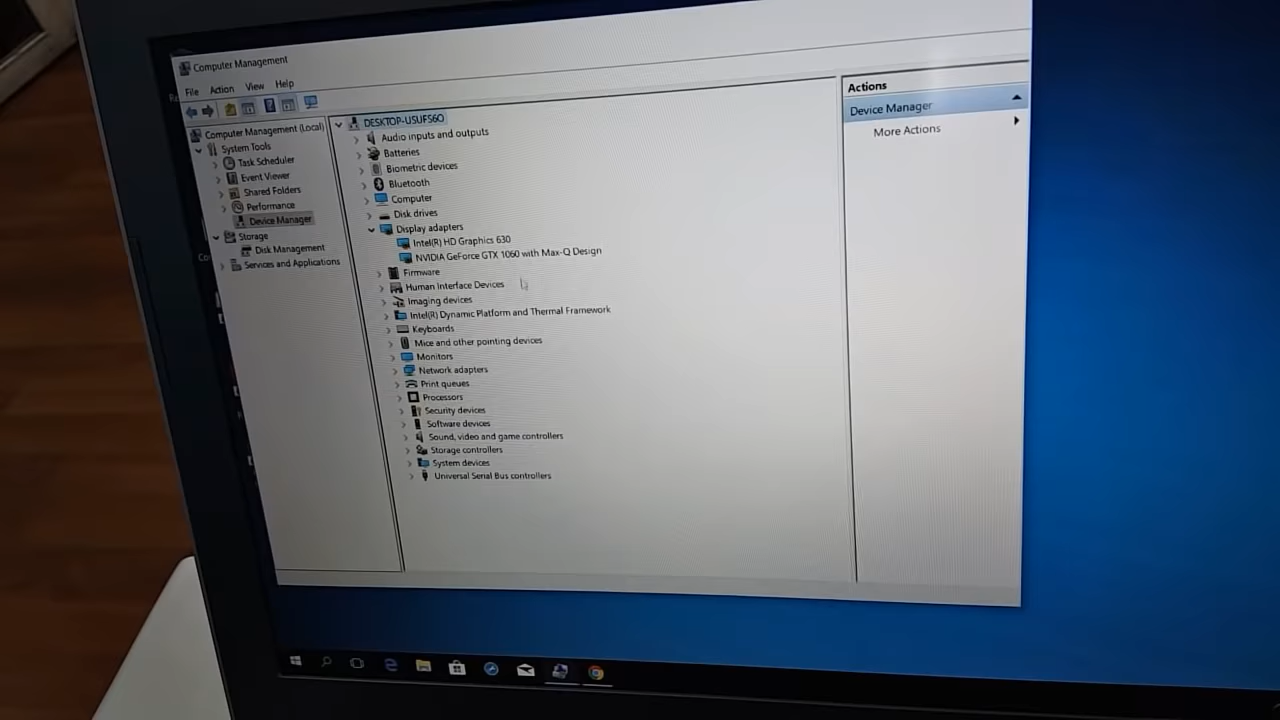 Computer Management
File Action View Help
Computer Management (Local)
System Tools
Task Scheduler
Event Viewer
Shared Folders
Performance
Device Manager
Storage
Disk Management
Services and Applications
DESKTOP-USUFS6O
Audio inputs and outputs
Batteries
Biometric devices
Bluetooth
Computer
Disk drives
Display adapters
Intel(R) HD Graphics 630
NVIDIA GeForce GTX 1060 with Max-Q Design
Firmware
Human Interface Devices
Imaging devices
Intel(R) Dynamic Platform and Thermal Framework
Keyboards
Mice and other pointing devices
Monitors
Network adapters
Print queues
Processors
Security devices
Software devices
Sound, video and game controllers
Storage controllers
System devices
Universal Serial Bus controllers
Actions
Device Manager
More Actions